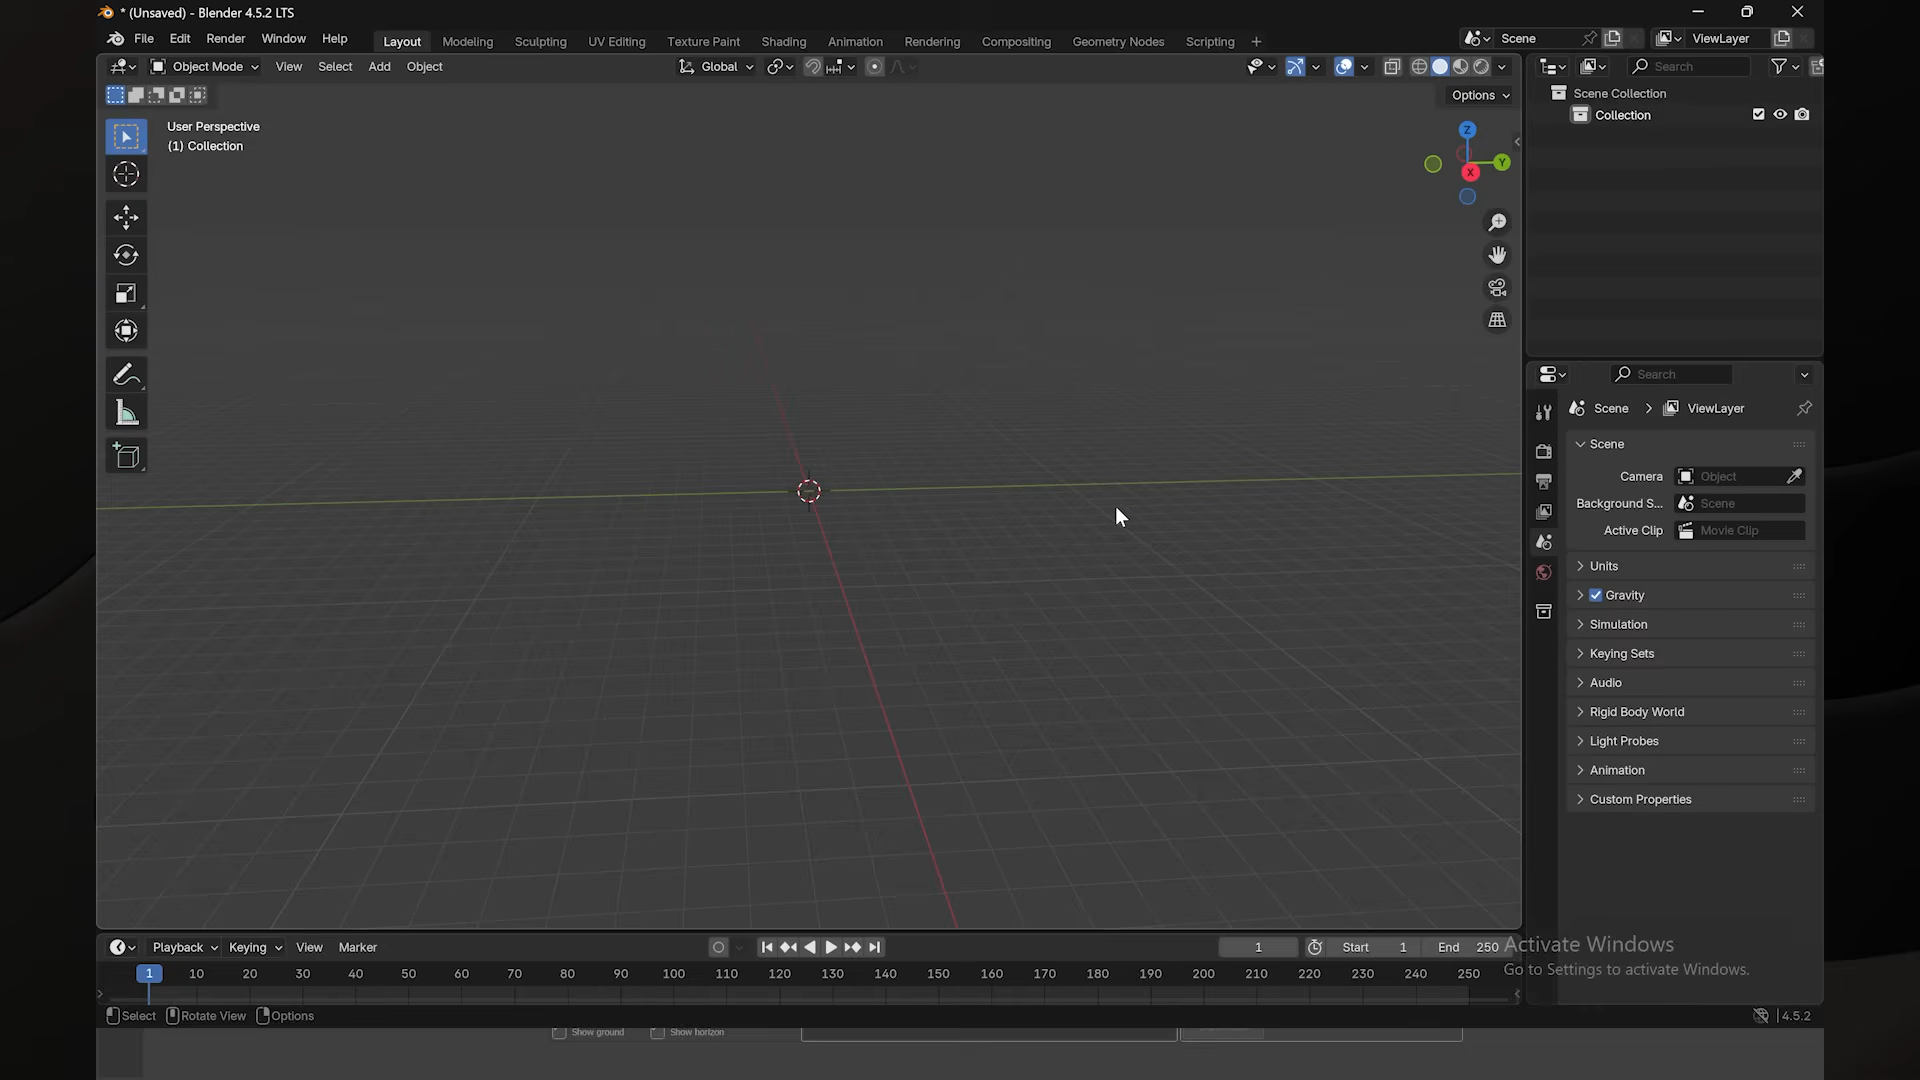 * (Unsaved) - Blender 4.5.2 LTS
File Edit Render Window Help Layout Modeling Sculpting UV Editing Texture Paint Shading Animation Rendering Compositing Geometry Nodes Scripting + Scene ViewLayer
Object Mode View Select Add Object Global Search
Options
Scene Collection
Collection
User Perspective
(1) Collection
Z
Y
X
Search
Scene > ViewLayer
Scene
Camera Object
Background S... Scene
Active Clip Movie Clip
Units
Gravity
Simulation
Keying Sets
Audio
Rigid Body World
Light Probes
Animation
Custom Properties
Playback Keying View Marker 1 Start 1 End 250
Activate Windows
Go to Settings to activate Windows.
1 10 20 30 40 50 60 70 80 90 100 110 120 130 140 150 160 170 180 190 200 210 220 230 240 250
Select Rotate View Options 4.5.2
Show ground Show horizon